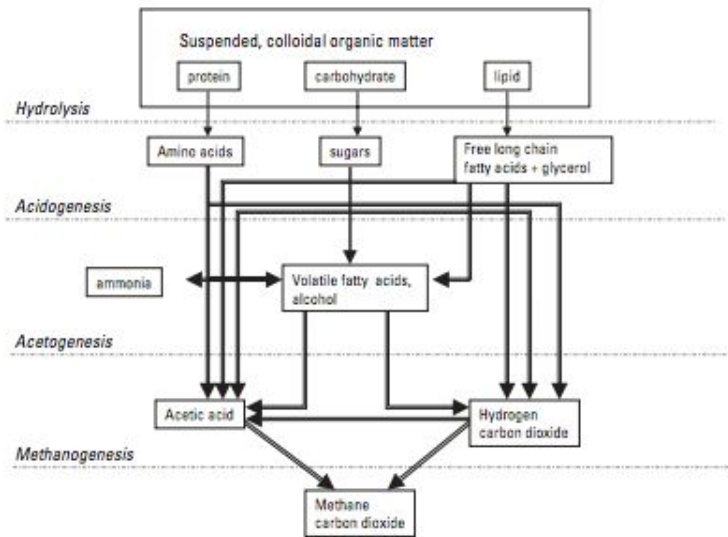 Suspended, colloidal organic matter
protein
carbohydrate
lipid
Hydrolysis
Amino acids
sugars
Free long chain
fatty acids + glycerol
Acidogenesis
ammonia
Volatile fatty acids,
alcohol
Acetogenesis
Acetic acid
Hydrogen
carbon dioxide
Methanogenesis
Methane
carbon dioxide